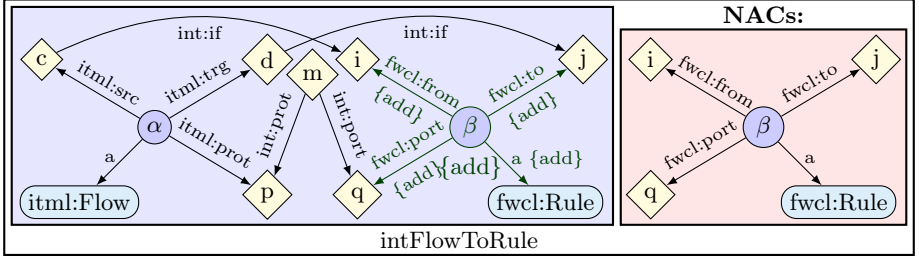 NACs:
int:if
int:if
c
d
m
i
j
itml:src
itml:trg
fwcl:from
fwcl:to
{add}
{add}
α
itml:prot
int:prot
int:port
fwcl:port
β
a
{add}
{add}
a {add}
itml:Flow
p
q
fwcl:Rule
intFlowToRule
i
j
fwcl:from
fwcl:to
fwcl:port
β
a
q
fwcl:Rule